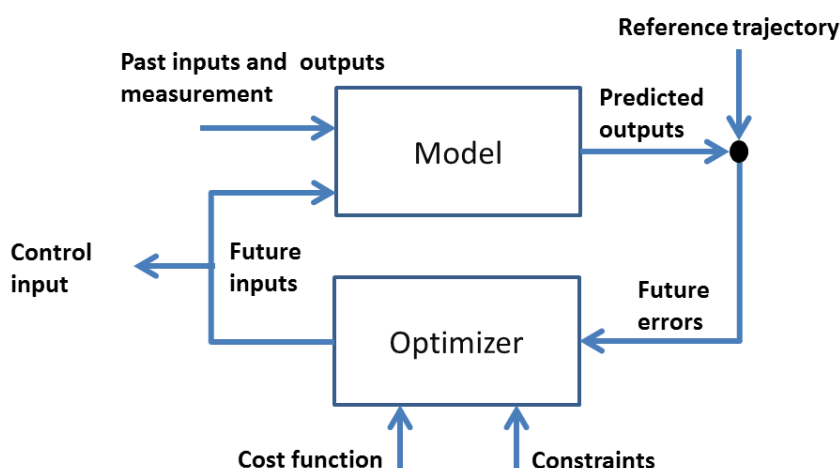 Reference trajectory
Past inputs and outputs
measurement
Predicted
outputs
Model
Control
input
Future
inputs
Future
errors
Optimizer
Cost function
Constraints